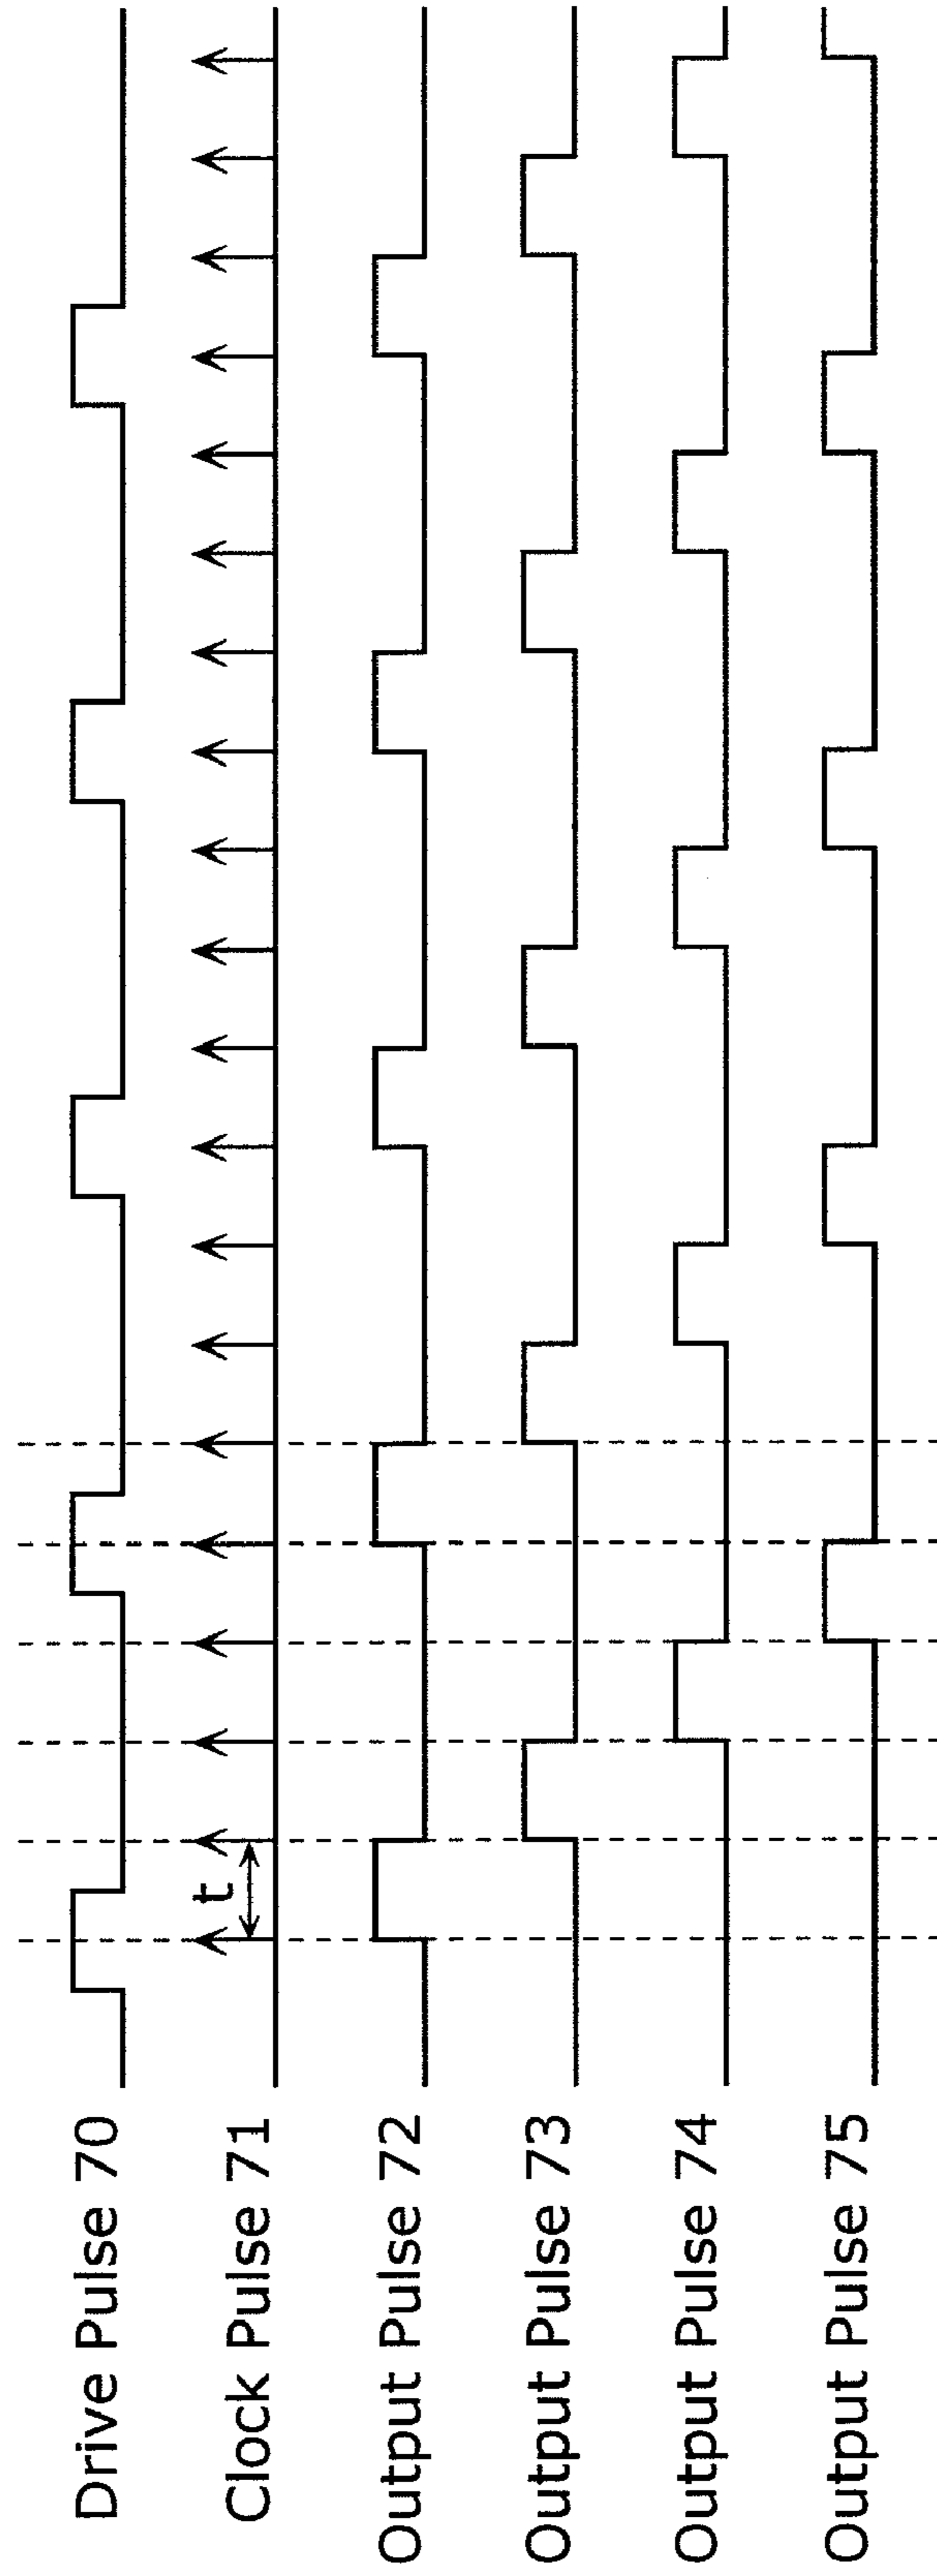 Drive Pulse 70
Clock Pulse 71
t
Output Pulse 72
Output Pulse 73
Output Pulse 74
Output Pulse 75